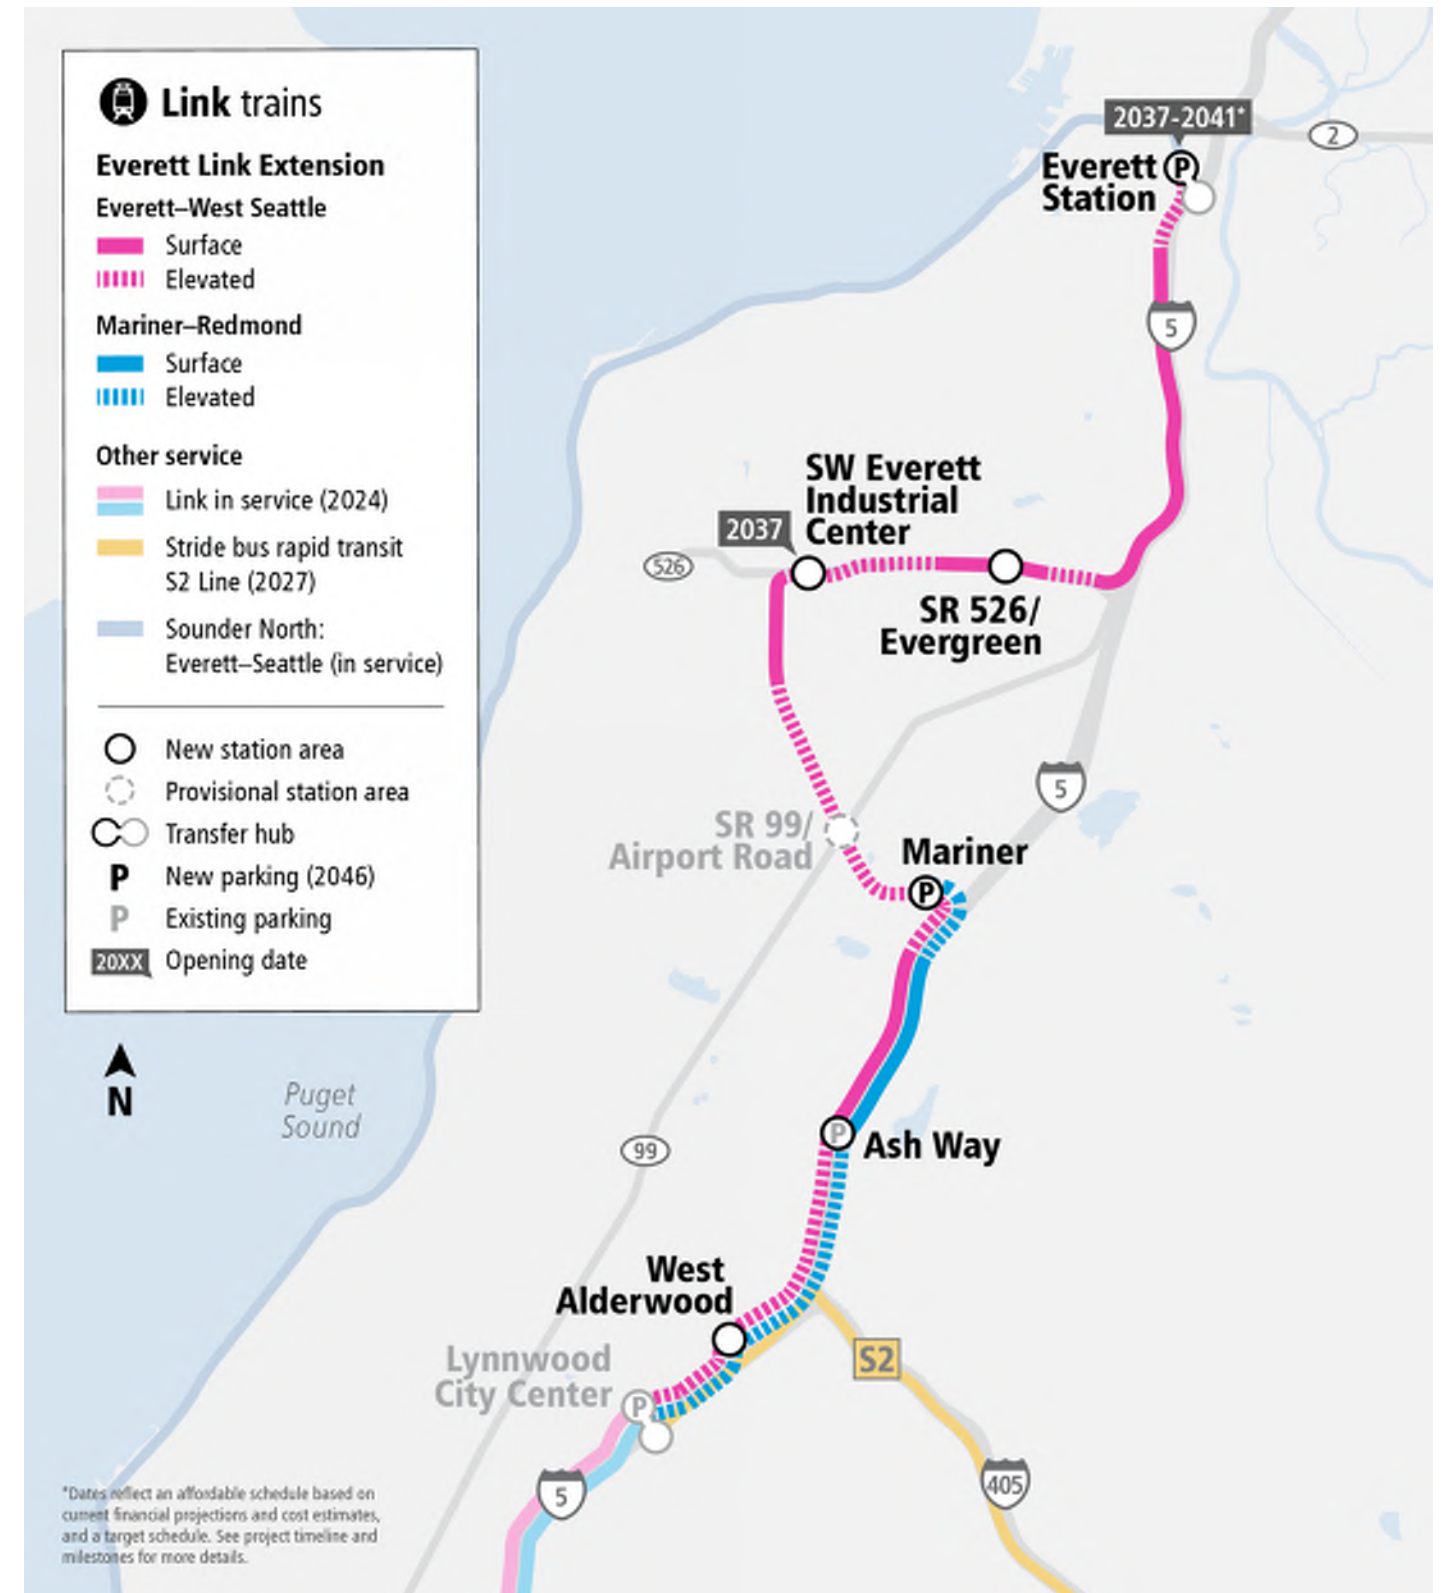 Link trains
Everett Link Extension
Everett–West Seattle
Surface
Elevated
Mariner–Redmond
Surface
Elevated
Other service
Link in service (2024)
Stride bus rapid transit
S2 Line (2027)
Sounder North:
Everett–Seattle (in service)
New station area
Provisional station area
Transfer hub
P New parking (2046)
P Existing parking
20XX Opening date
N
Puget
Sound
2037-2041*
2
Everett
Station
P
5
SW Everett
Industrial
Center
2037
526
SR 526/
Evergreen
5
SR 99/
Airport Road
Mariner
P
99
P
Ash Way
West
Alderwood
S2
Lynnwood
City Center
P
5
405
*Dates reflect an affordable schedule based on
current financial projections and cost estimates,
and a target schedule. See project timeline and
milestones for more details.